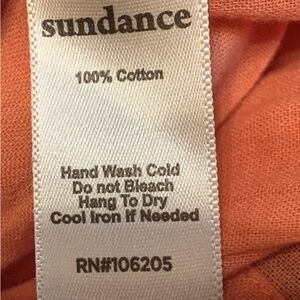 sundance
100% Cotton
Hand Wash Cold
Do not Bleach
Hang To Dry
Cool Iron If Needed
RN#106205